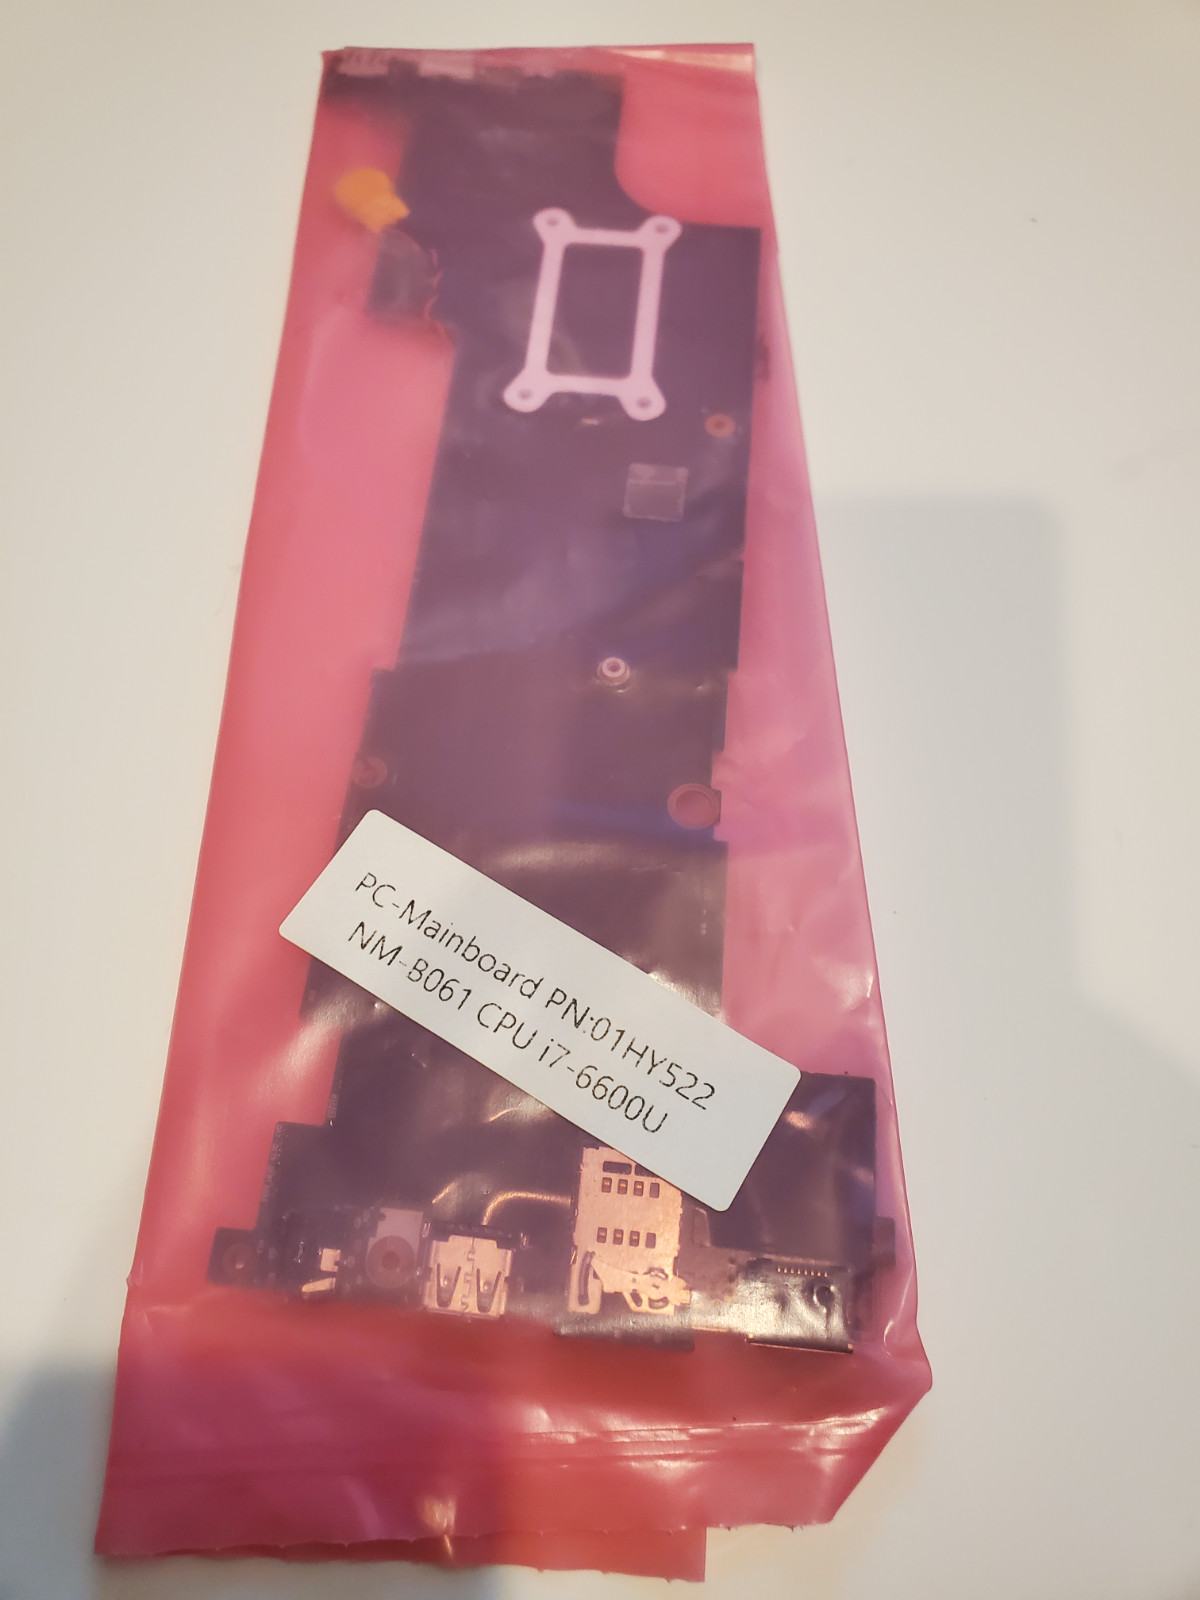 PC-Mainboard PN:01HY522
NM-B061 CPU i7-6600U